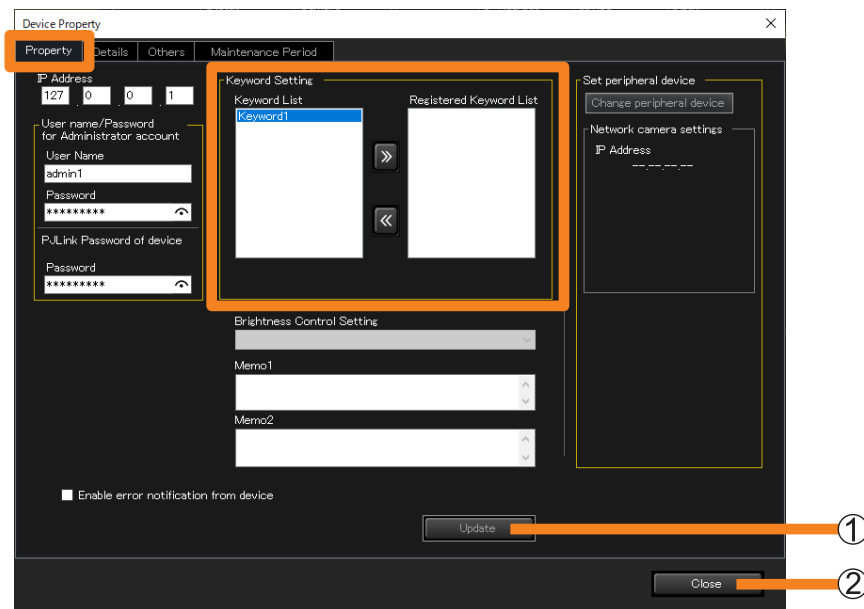 Device Property
Property Details Others Maintenance Period
IP Address
127 . 0 . 0 . 1
User name/Password
for Administrator account
User Name
admin1
Password
*********
PJLink Password of device
Password
*********
Keyword Setting
Keyword List
Keyword1
Registered Keyword List
Brightness Control Setting
Memo1
Memo2
Set peripheral device
Change peripheral device
Network camera settings
IP Address
--.--.--.--
Enable error notification from device
Update
①
Close
②